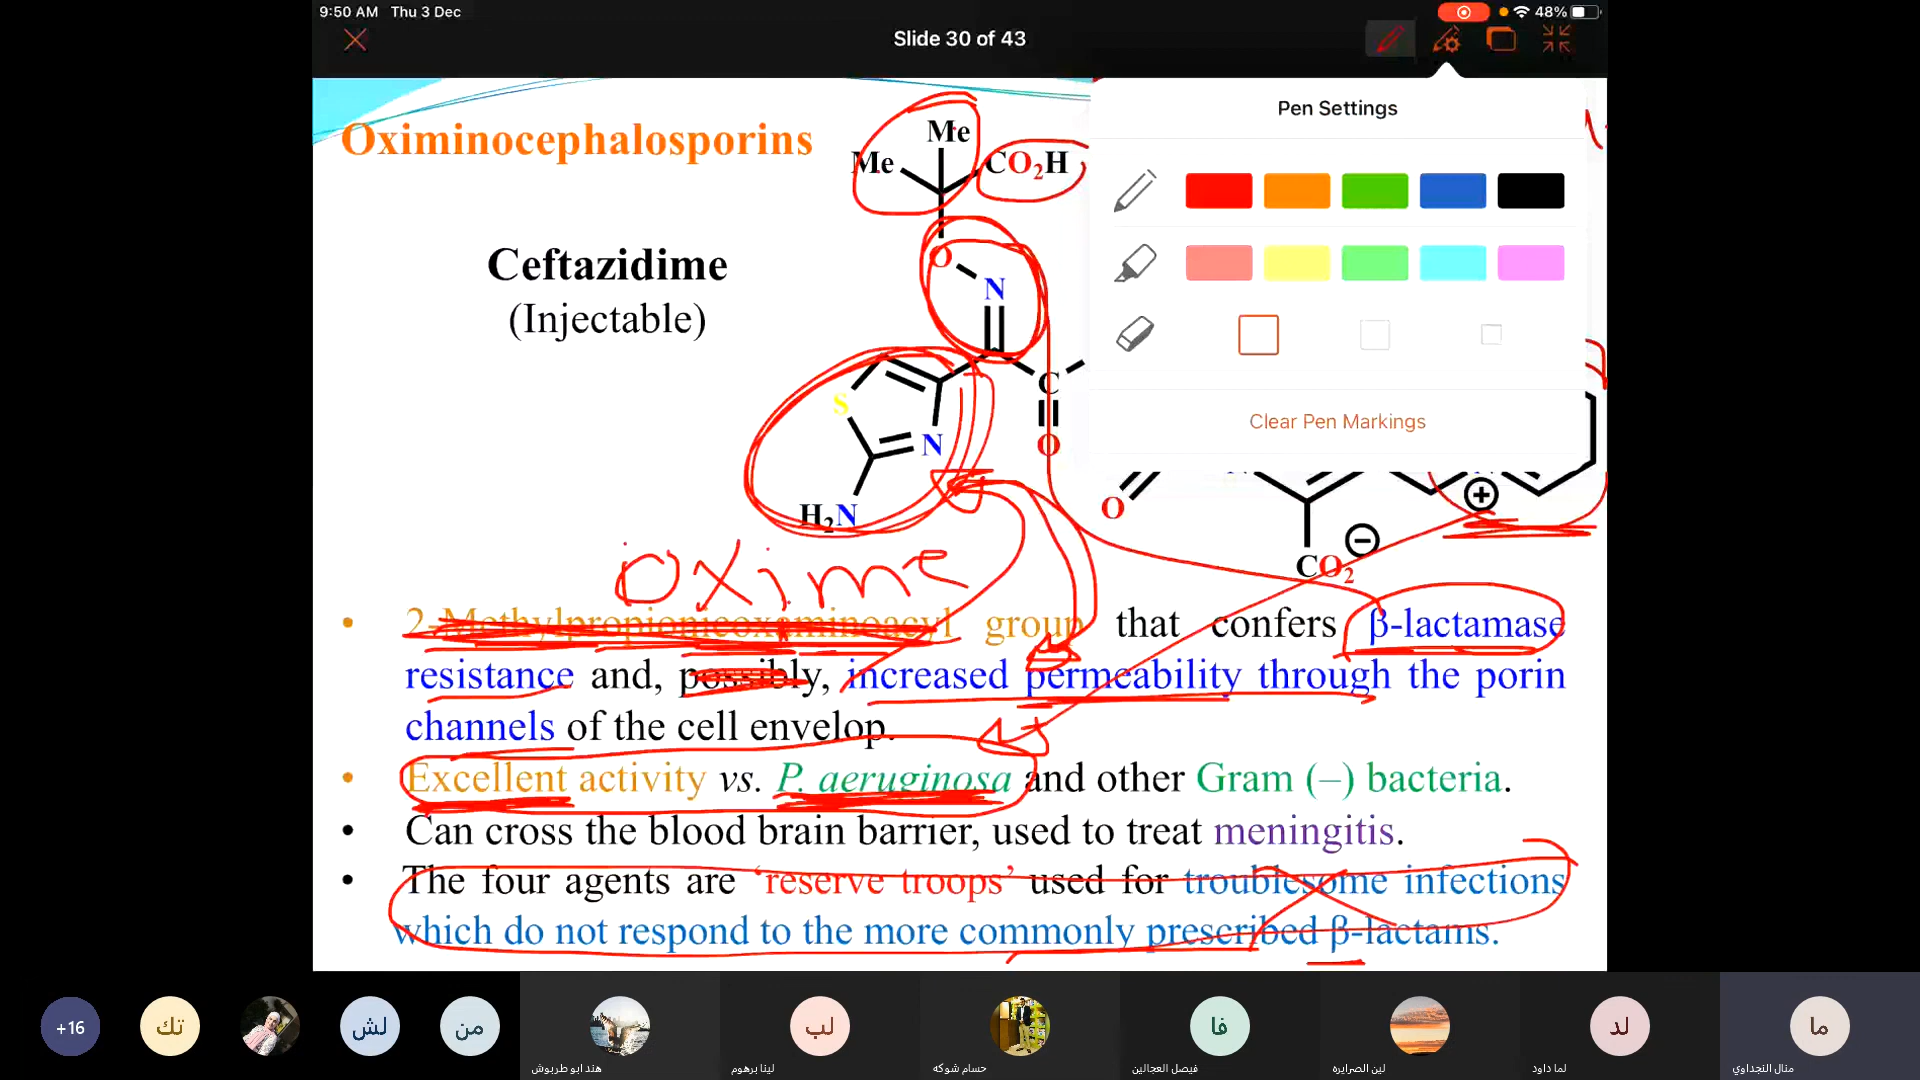 9:50 AM Thu 3 Dec
48%
Slide 30 of 43
Pen Settings
Clear Pen Markings
Oximinocephalosporins
Ceftazidime
(Injectable)
Me
Me
CO2H
O
N
S
N
C
O
H2N
O
+
−
CO2
oxime
• 2-Methylpropionicoxaminoacyl group that confers β-lactamase
resistance and, possibly, increased permeability through the porin
channels of the cell envelop.
• Excellent activity vs. P. aeruginosa and other Gram (–) bacteria.
• Can cross the blood brain barrier, used to treat meningitis.
• The four agents are ‘reserve troops’ used for troublesome infections
which do not respond to the more commonly prescribed β-lactams.
+16
تك
لش
من
هند ابو طربوش
لب
لينا برهوم
حسام شوكه
فا
فيصل العجالين
لين الصرايره
لد
لما داود
ما
منال النجداوي